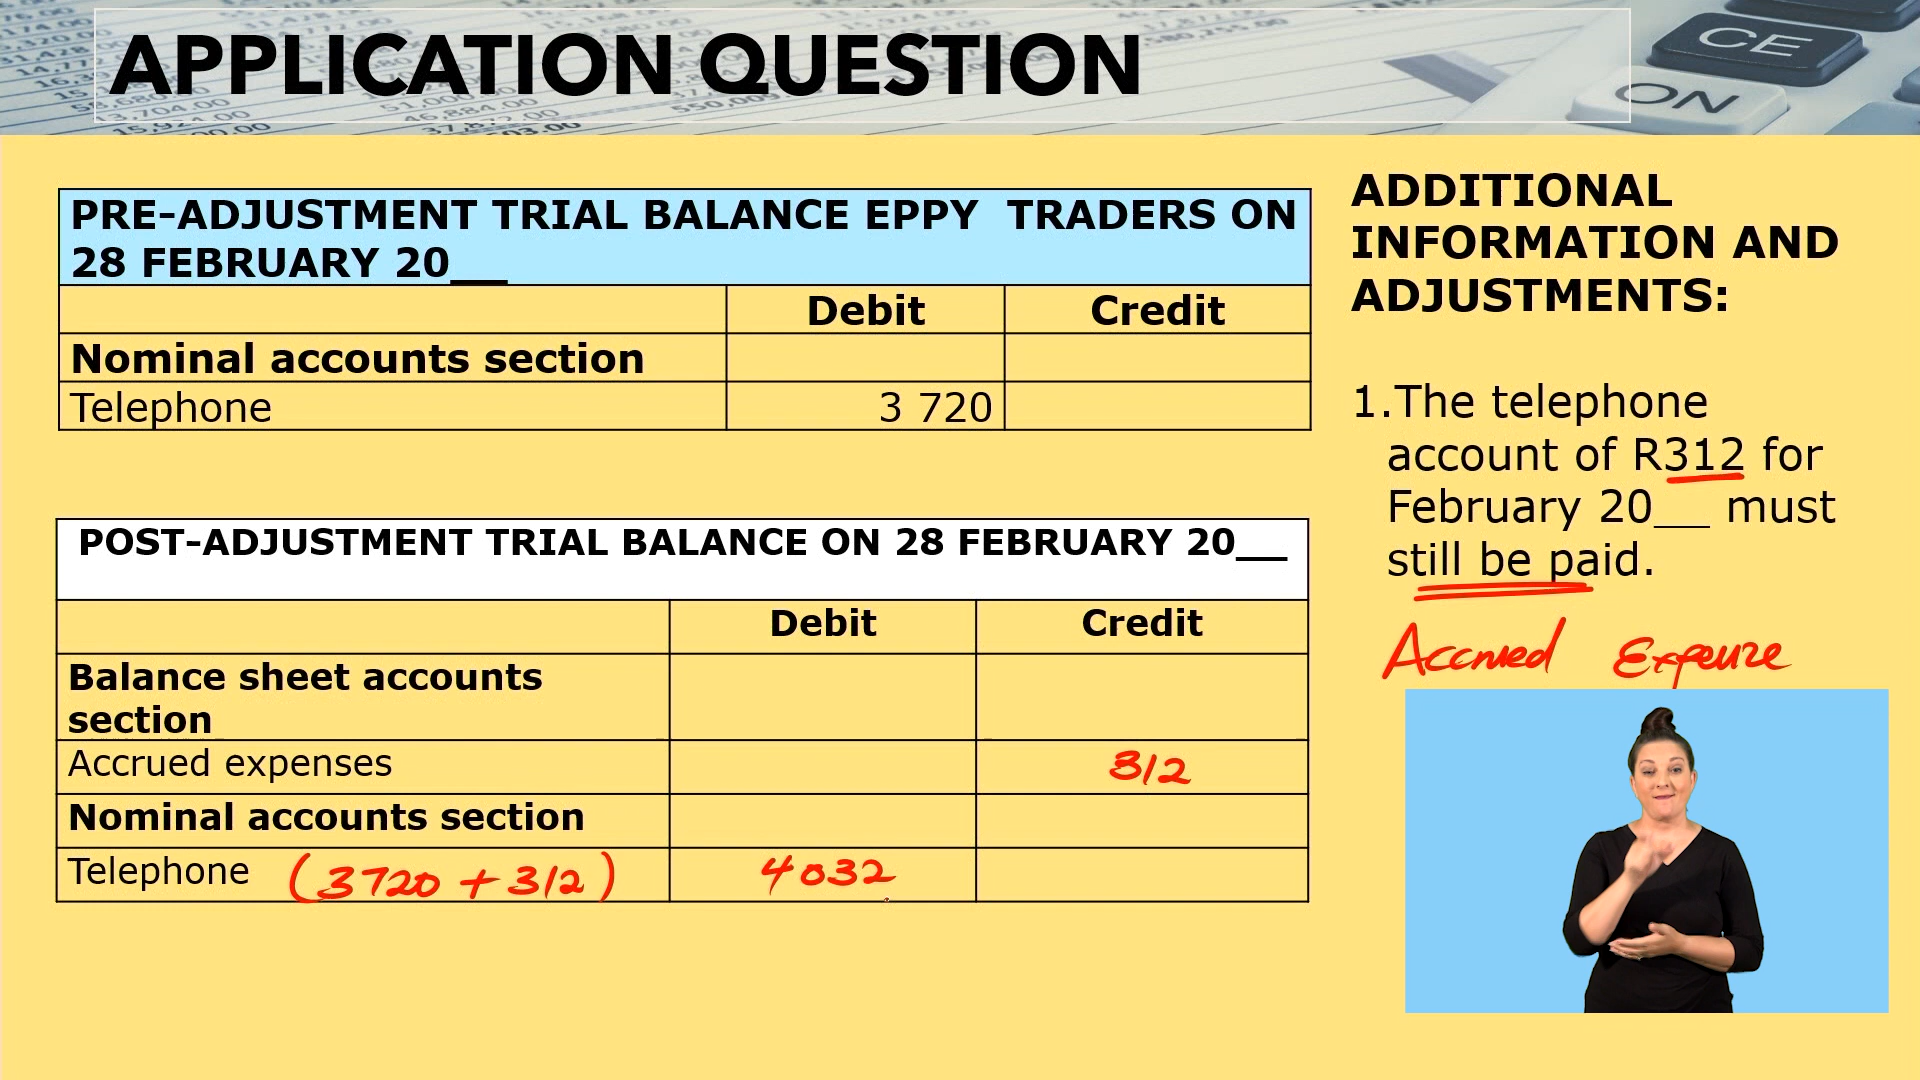 APPLICATION QUESTION
CE
ON
PRE-ADJUSTMENT TRIAL BALANCE EPPY TRADERS ON
28 FEBRUARY 20__
Debit Credit
Nominal accounts section
Telephone 3 720
POST-ADJUSTMENT TRIAL BALANCE ON 28 FEBRUARY 20__
Debit Credit
Balance sheet accounts
section
Accrued expenses 312
Nominal accounts section
Telephone (3720 + 312) 4032
ADDITIONAL
INFORMATION AND
ADJUSTMENTS:
1.The telephone
account of R312 for
February 20__ must
still be paid.
Accrued Expense